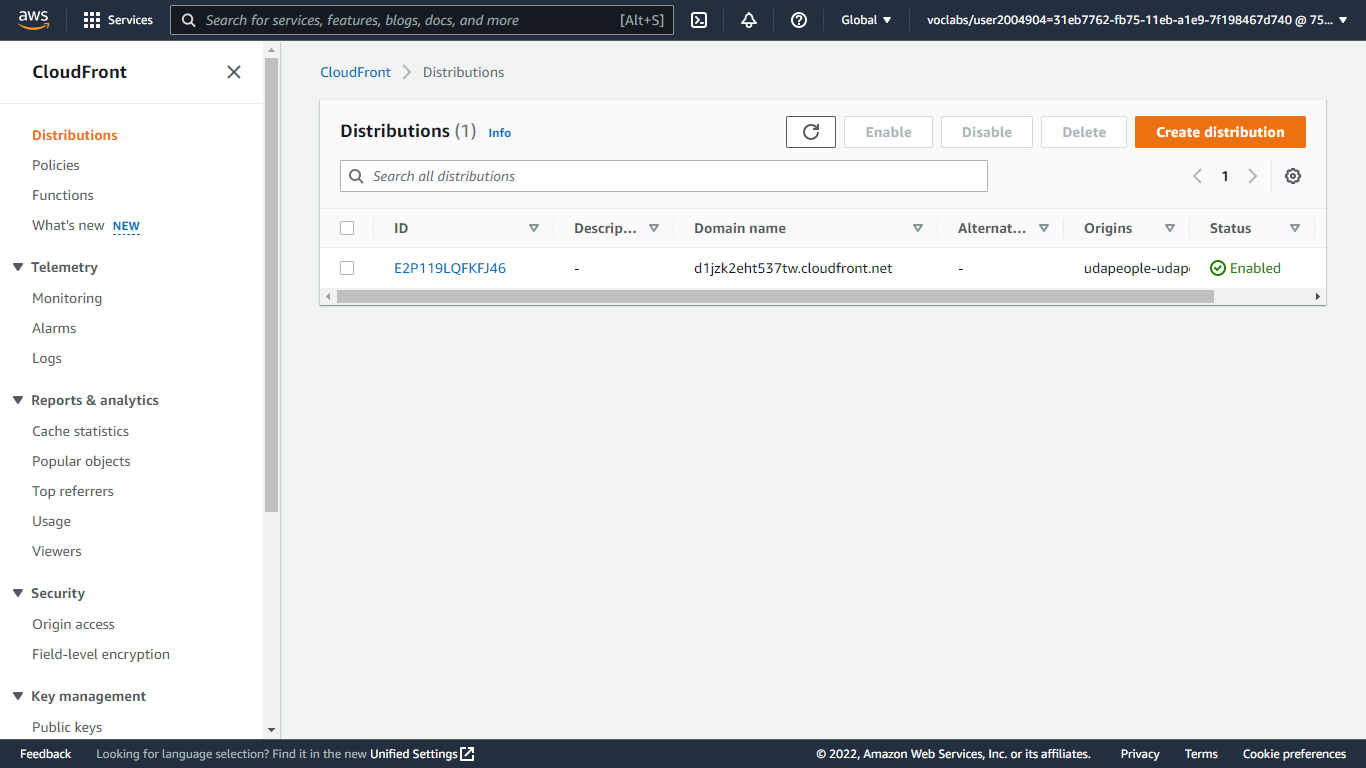 aws
Services
Search for services, features, blogs, docs, and more
[Alt+S]
Global
voclabs/user2004904=31eb7762-fb75-11eb-a1e9-7f198467d740 @ 75...
CloudFront
Distributions
Policies
Functions
What's new NEW
Telemetry
Monitoring
Alarms
Logs
Reports & analytics
Cache statistics
Popular objects
Top referrers
Usage
Viewers
Security
Origin access
Field-level encryption
Key management
Public keys
CloudFront > Distributions
Distributions (1) Info
Enable
Disable
Delete
Create distribution
Search all distributions
1
ID Descrip... Domain name Alternat... Origins Status
E2P119LQFKFJ46 - d1jzk2eht537tw.cloudfront.net - udapeople-udap Enabled
Feedback Looking for language selection? Find it in the new Unified Settings © 2022, Amazon Web Services, Inc. or its affiliates. Privacy Terms Cookie preferences